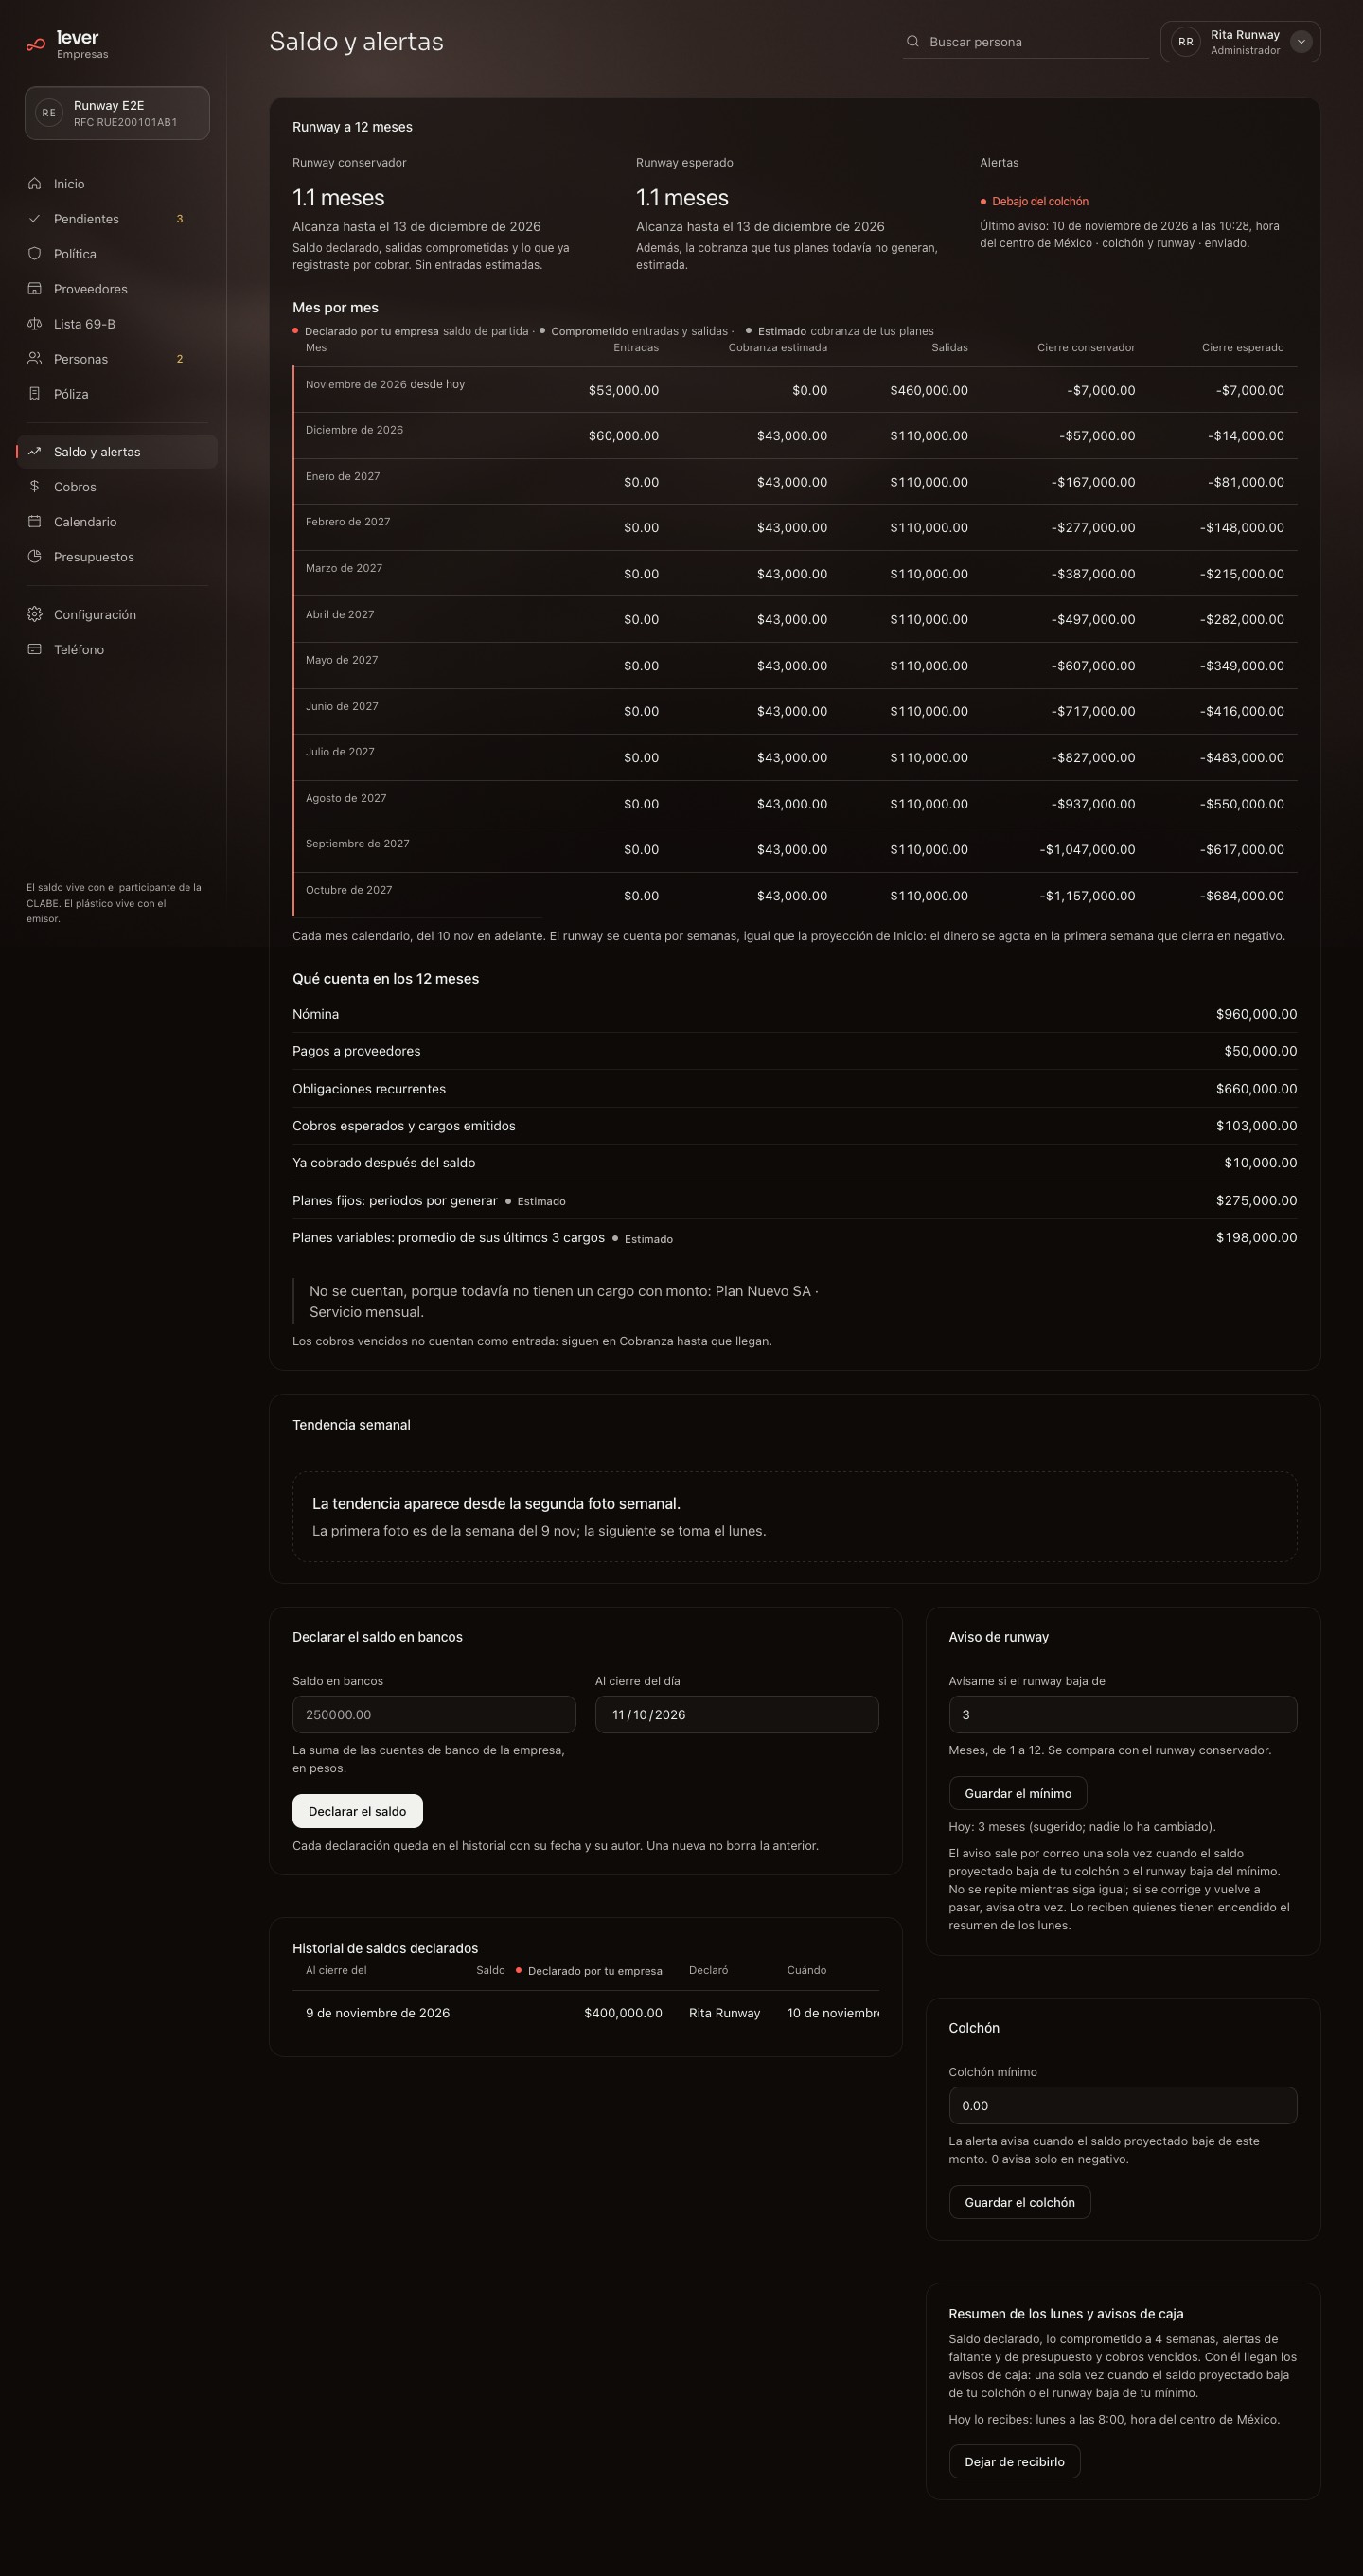 lever
Empresas
RE
Runway E2E
RFC RUE200101AB1
Inicio
Pendientes 3
Política
Proveedores
Lista 69-B
Personas 2
Póliza
Saldo y alertas
Cobros
Calendario
Presupuestos
Configuración
Teléfono
El saldo vive con el participante de la
CLABE. El plástico vive con el
emisor.
Saldo y alertas
Buscar persona
RR
Rita Runway
Administrador
Runway a 12 meses
Runway conservador
1.1 meses
Alcanza hasta el 13 de diciembre de 2026
Saldo declarado, salidas comprometidas y lo que ya
registraste por cobrar. Sin entradas estimadas.
Runway esperado
1.1 meses
Alcanza hasta el 13 de diciembre de 2026
Además, la cobranza que tus planes todavía no generan,
estimada.
Alertas
Debajo del colchón
Último aviso: 10 de noviembre de 2026 a las 10:28, hora
del centro de México · colchón y runway · enviado.
Mes por mes
Declarado por tu empresa saldo de partida · Comprometido entradas y salidas · Estimado cobranza de tus planes
Mes Entradas Cobranza estimada Salidas Cierre conservador Cierre esperado
Noviembre de 2026 desde hoy $53,000.00 $0.00 $460,000.00 -$7,000.00 -$7,000.00
Diciembre de 2026 $60,000.00 $43,000.00 $110,000.00 -$57,000.00 -$14,000.00
Enero de 2027 $0.00 $43,000.00 $110,000.00 -$167,000.00 -$81,000.00
Febrero de 2027 $0.00 $43,000.00 $110,000.00 -$277,000.00 -$148,000.00
Marzo de 2027 $0.00 $43,000.00 $110,000.00 -$387,000.00 -$215,000.00
Abril de 2027 $0.00 $43,000.00 $110,000.00 -$497,000.00 -$282,000.00
Mayo de 2027 $0.00 $43,000.00 $110,000.00 -$607,000.00 -$349,000.00
Junio de 2027 $0.00 $43,000.00 $110,000.00 -$717,000.00 -$416,000.00
Julio de 2027 $0.00 $43,000.00 $110,000.00 -$827,000.00 -$483,000.00
Agosto de 2027 $0.00 $43,000.00 $110,000.00 -$937,000.00 -$550,000.00
Septiembre de 2027 $0.00 $43,000.00 $110,000.00 -$1,047,000.00 -$617,000.00
Octubre de 2027 $0.00 $43,000.00 $110,000.00 -$1,157,000.00 -$684,000.00
Cada mes calendario, del 10 nov en adelante. El runway se cuenta por semanas, igual que la proyección de Inicio: el dinero se agota en la primera semana que cierra en negativo.
Qué cuenta en los 12 meses
Nómina $960,000.00
Pagos a proveedores $50,000.00
Obligaciones recurrentes $660,000.00
Cobros esperados y cargos emitidos $103,000.00
Ya cobrado después del saldo $10,000.00
Planes fijos: periodos por generar Estimado $275,000.00
Planes variables: promedio de sus últimos 3 cargos Estimado $198,000.00
No se cuentan, porque todavía no tienen un cargo con monto: Plan Nuevo SA ·
Servicio mensual.
Los cobros vencidos no cuentan como entrada: siguen en Cobranza hasta que llegan.
Tendencia semanal
La tendencia aparece desde la segunda foto semanal.
La primera foto es de la semana del 9 nov; la siguiente se toma el lunes.
Declarar el saldo en bancos
Saldo en bancos
250000.00
La suma de las cuentas de banco de la empresa,
en pesos.
Al cierre del día
11/10/2026
Declarar el saldo
Cada declaración queda en el historial con su fecha y su autor. Una nueva no borra la anterior.
Historial de saldos declarados
Al cierre del Saldo Declarado por tu empresa Declaró Cuándo
9 de noviembre de 2026 $400,000.00 Rita Runway 10 de noviembre
Aviso de runway
Avísame si el runway baja de
3
Meses, de 1 a 12. Se compara con el runway conservador.
Guardar el mínimo
Hoy: 3 meses (sugerido; nadie lo ha cambiado).
El aviso sale por correo una sola vez cuando el saldo
proyectado baja de tu colchón o el runway baja del mínimo.
No se repite mientras siga igual; si se corrige y vuelve a
pasar, avisa otra vez. Lo reciben quienes tienen encendido el
resumen de los lunes.
Colchón
Colchón mínimo
0.00
La alerta avisa cuando el saldo proyectado baje de este
monto. 0 avisa solo en negativo.
Guardar el colchón
Resumen de los lunes y avisos de caja
Saldo declarado, lo comprometido a 4 semanas, alertas de
faltante y de presupuesto y cobros vencidos. Con él llegan los
avisos de caja: una sola vez cuando el saldo proyectado baja
de tu colchón o el runway baja de tu mínimo.
Hoy lo recibes: lunes a las 8:00, hora del centro de México.
Dejar de recibirlo